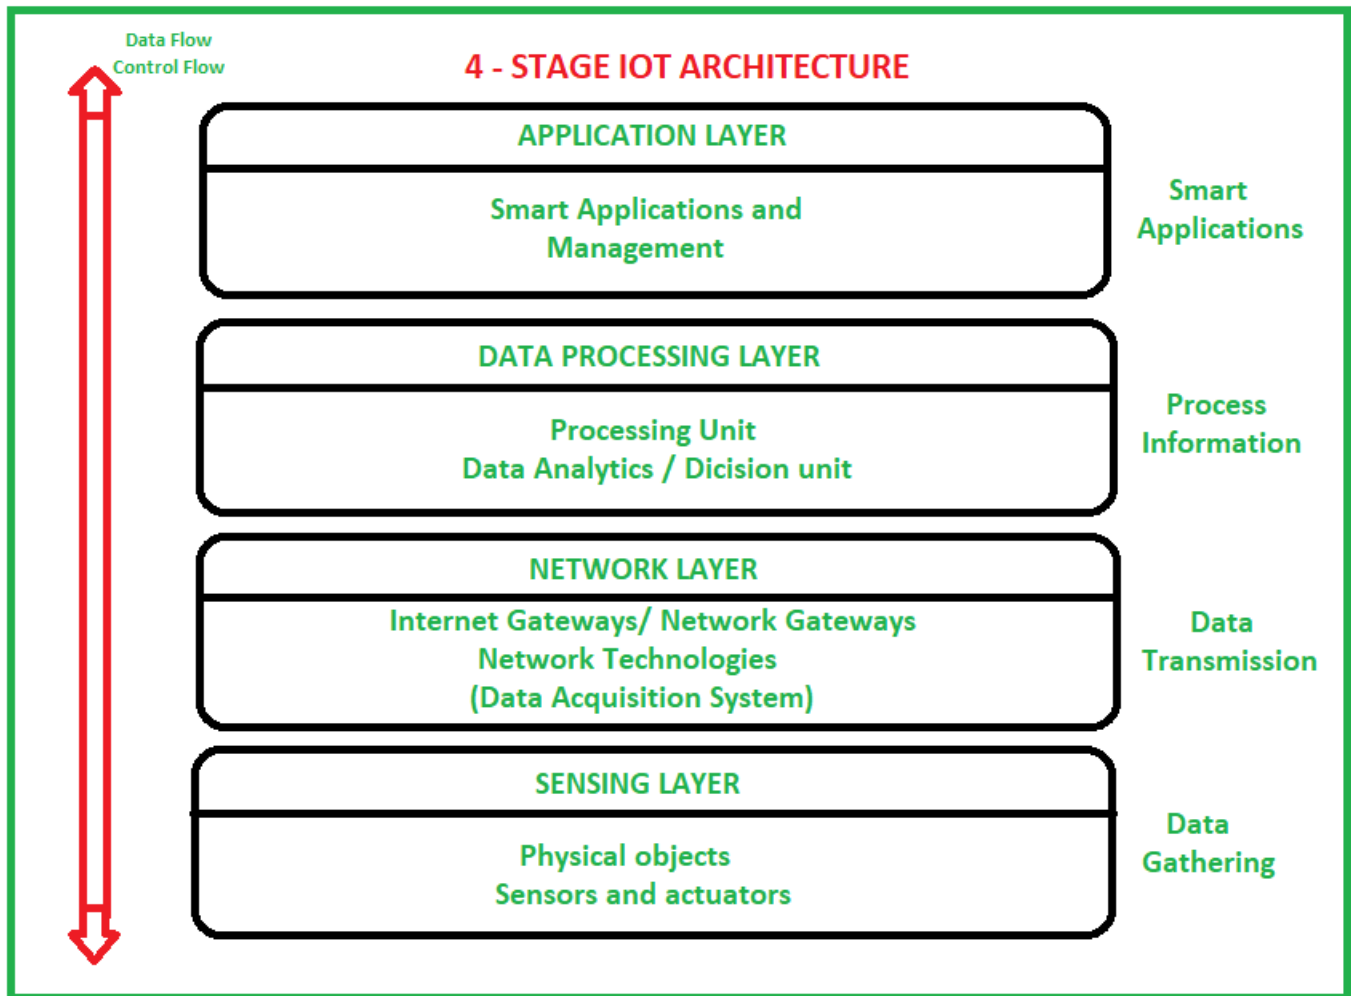 Data Flow
Control Flow
4 - STAGE IOT ARCHITECTURE
APPLICATION LAYER
Smart Applications and
Management
Smart
Applications
DATA PROCESSING LAYER
Processing Unit
Data Analytics / Dicision unit
Process
Information
NETWORK LAYER
Internet Gateways/ Network Gateways
Network Technologies
(Data Acquisition System)
Data
Transmission
SENSING LAYER
Physical objects
Sensors and actuators
Data
Gathering